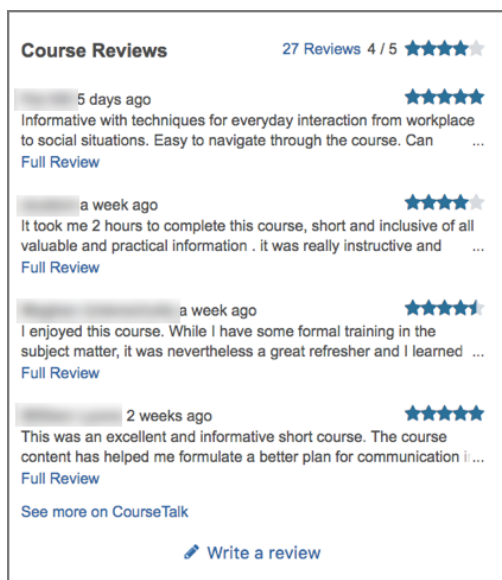 Course Reviews 27 Reviews 4 / 5
5 days ago
Informative with techniques for everyday interaction from workplace
to social situations. Easy to navigate through the course. Can ...
Full Review
a week ago
It took me 2 hours to complete this course, short and inclusive of all
valuable and practical information . it was really instructive and ...
Full Review
a week ago
I enjoyed this course. While I have some formal training in the
subject matter, it was nevertheless a great refresher and I learned ...
Full Review
2 weeks ago
This was an excellent and informative short course. The course
content has helped me formulate a better plan for communication ...
Full Review
See more on CourseTalk
Write a review